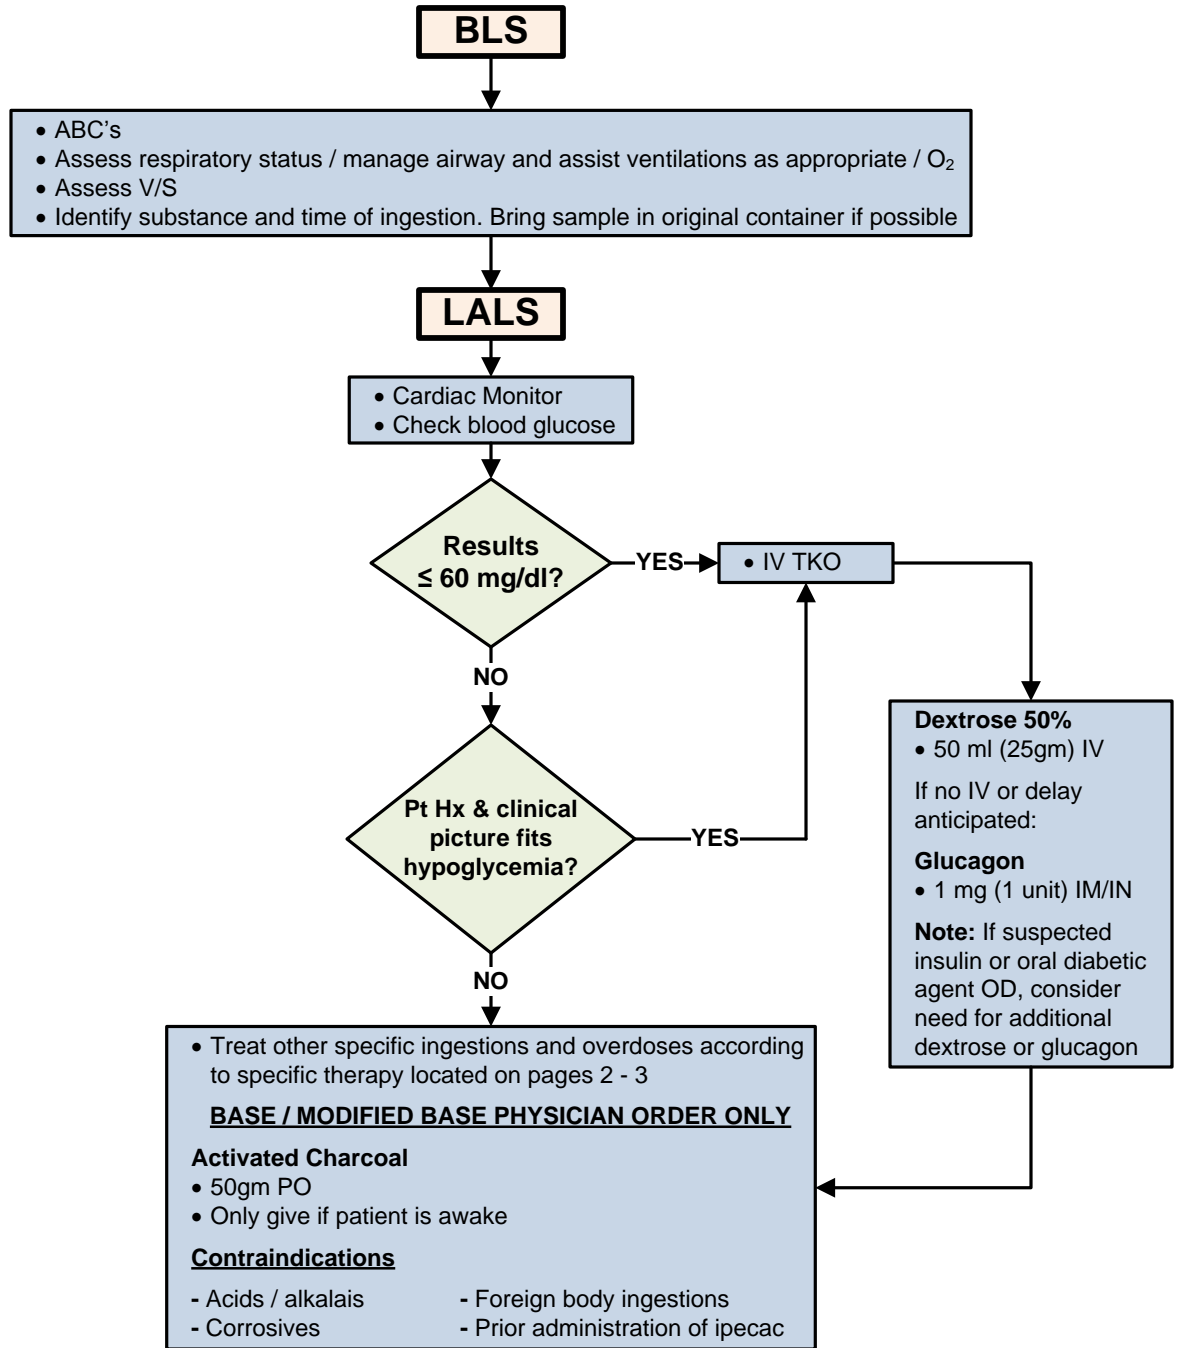 BLS
• ABC's
• Assess respiratory status / manage airway and assist ventilations as appropriate / O₂
• Assess V/S
• Identify substance and time of ingestion. Bring sample in original container if possible
LALS
• Cardiac Monitor
• Check blood glucose
Results
≤ 60 mg/dl?
YES
• IV TKO
NO
Dextrose 50%
• 50 ml (25gm) IV
If no IV or delay
anticipated:
Glucagon
• 1 mg (1 unit) IM/IN
Note: If suspected
insulin or oral diabetic
agent OD, consider
need for additional
dextrose or glucagon
Pt Hx & clinical
picture fits
hypoglycemia?
YES
NO
• Treat other specific ingestions and overdoses according
to specific therapy located on pages 2 - 3
BASE / MODIFIED BASE PHYSICIAN ORDER ONLY
Activated Charcoal
• 50gm PO
• Only give if patient is awake
Contraindications
- Acids / alkalais - Foreign body ingestions
- Corrosives - Prior administration of ipecac